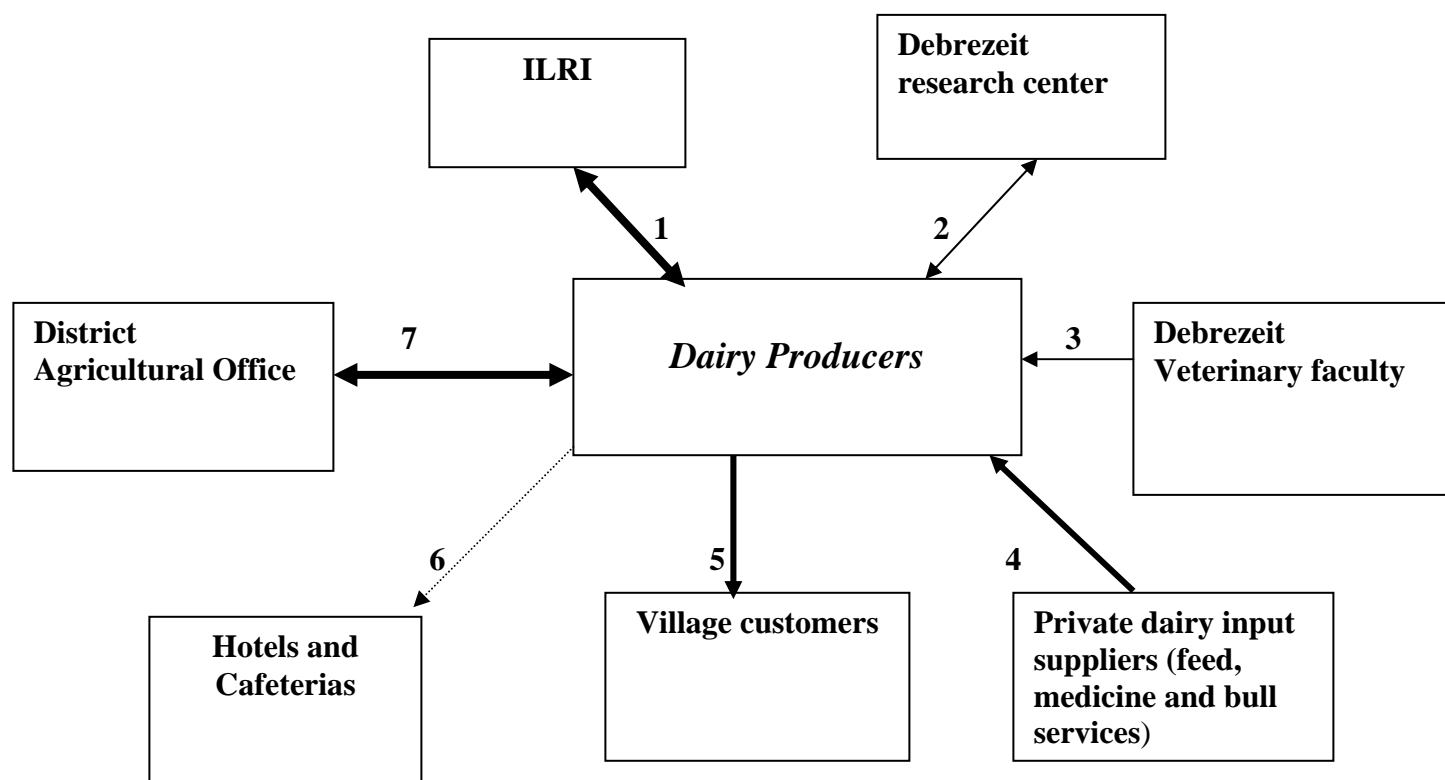 ILRI
Debrezeit
research center
1
2
District
Agricultural Office
7
Dairy Producers
3
Debrezeit
Veterinary faculty
6
5
4
Hotels and
Cafeterias
Village customers
Private dairy input
suppliers (feed,
medicine and bull
services)